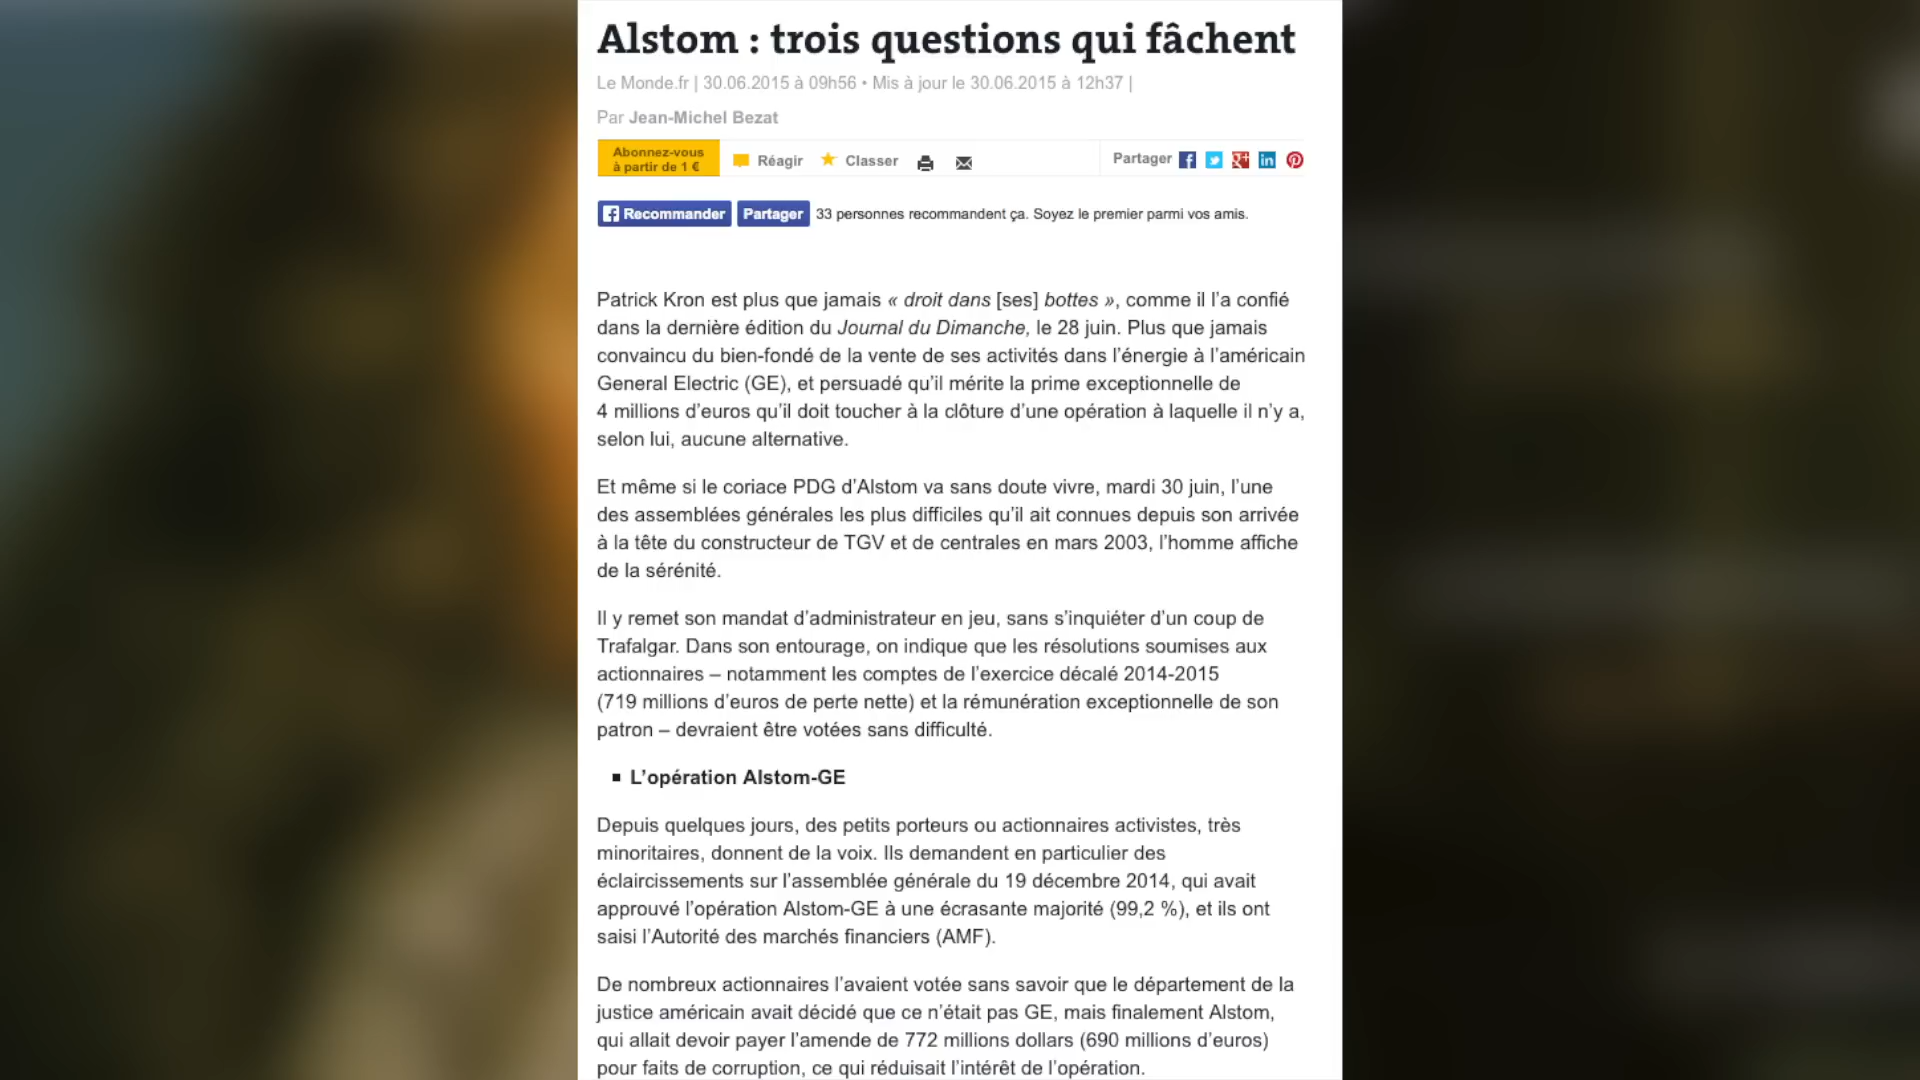 Alstom : trois questions qui fâchent
Le Monde.fr | 30.06.2015 à 09h56 • Mis à jour le 30.06.2015 à 12h37 |
Par Jean-Michel Bezat
Abonnez-vous
à partir de 1 €
Réagir
Classer
Partager
Recommander
Partager
33 personnes recommandent ça. Soyez le premier parmi vos amis.
Patrick Kron est plus que jamais « droit dans [ses] bottes », comme il l’a confié
dans la dernière édition du Journal du Dimanche, le 28 juin. Plus que jamais
convaincu du bien-fondé de la vente de ses activités dans l’énergie à l’américain
General Electric (GE), et persuadé qu’il mérite la prime exceptionnelle de
4 millions d’euros qu’il doit toucher à la clôture d’une opération à laquelle il n’y a,
selon lui, aucune alternative.
Et même si le coriace PDG d’Alstom va sans doute vivre, mardi 30 juin, l’une
des assemblées générales les plus difficiles qu’il ait connues depuis son arrivée
à la tête du constructeur de TGV et de centrales en mars 2003, l’homme affiche
de la sérénité.
Il y remet son mandat d’administrateur en jeu, sans s’inquiéter d’un coup de
Trafalgar. Dans son entourage, on indique que les résolutions soumises aux
actionnaires – notamment les comptes de l’exercice décalé 2014-2015
(719 millions d’euros de perte nette) et la rémunération exceptionnelle de son
patron – devraient être votées sans difficulté.
▪ L’opération Alstom-GE
Depuis quelques jours, des petits porteurs ou actionnaires activistes, très
minoritaires, donnent de la voix. Ils demandent en particulier des
éclaircissements sur l’assemblée générale du 19 décembre 2014, qui avait
approuvé l’opération Alstom-GE à une écrasante majorité (99,2 %), et ils ont
saisi l’Autorité des marchés financiers (AMF).
De nombreux actionnaires l’avaient votée sans savoir que le département de la
justice américain avait décidé que ce n’était pas GE, mais finalement Alstom,
qui allait devoir payer l’amende de 772 millions dollars (690 millions d’euros)
pour faits de corruption, ce qui réduisait l’intérêt de l’opération.